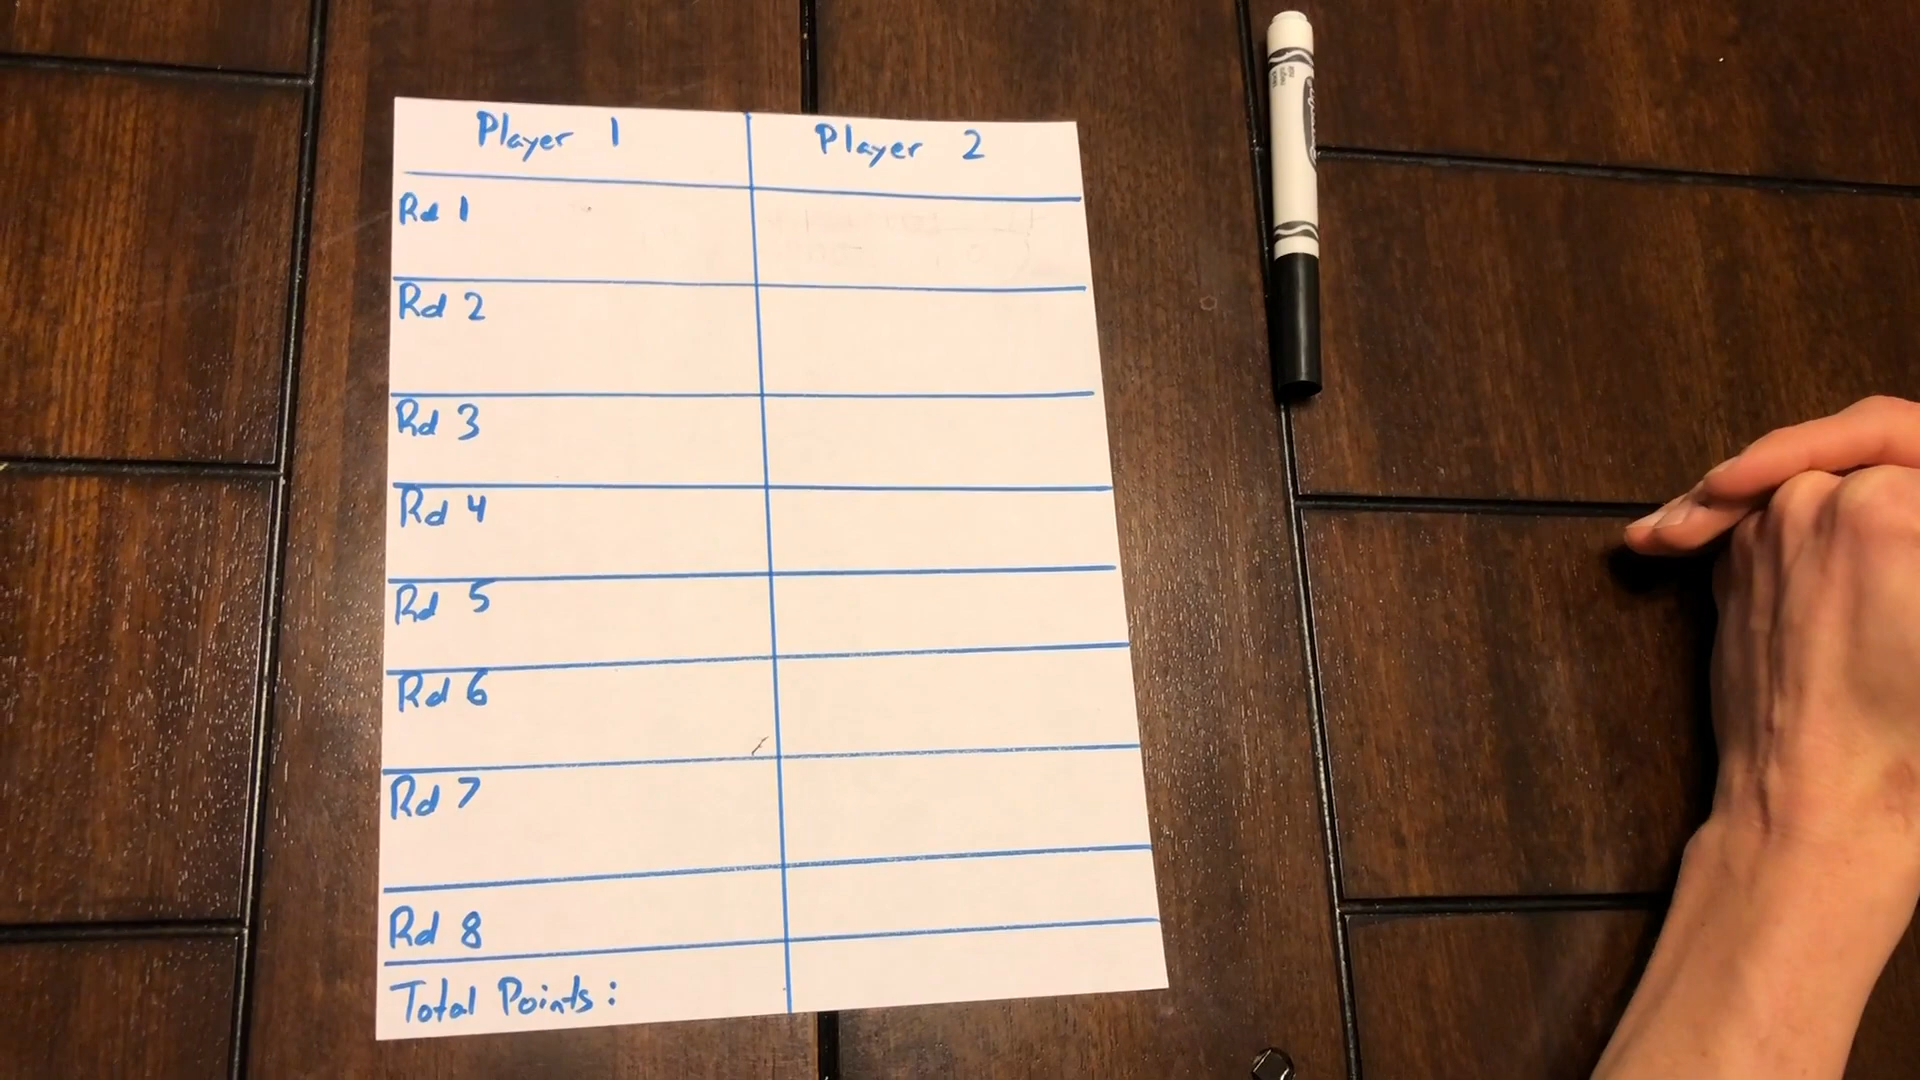 Player 1 Player 2
Rd 1
Rd 2
Rd 3
Rd 4
Rd 5
Rd 6
Rd 7
Rd 8
Total Points: